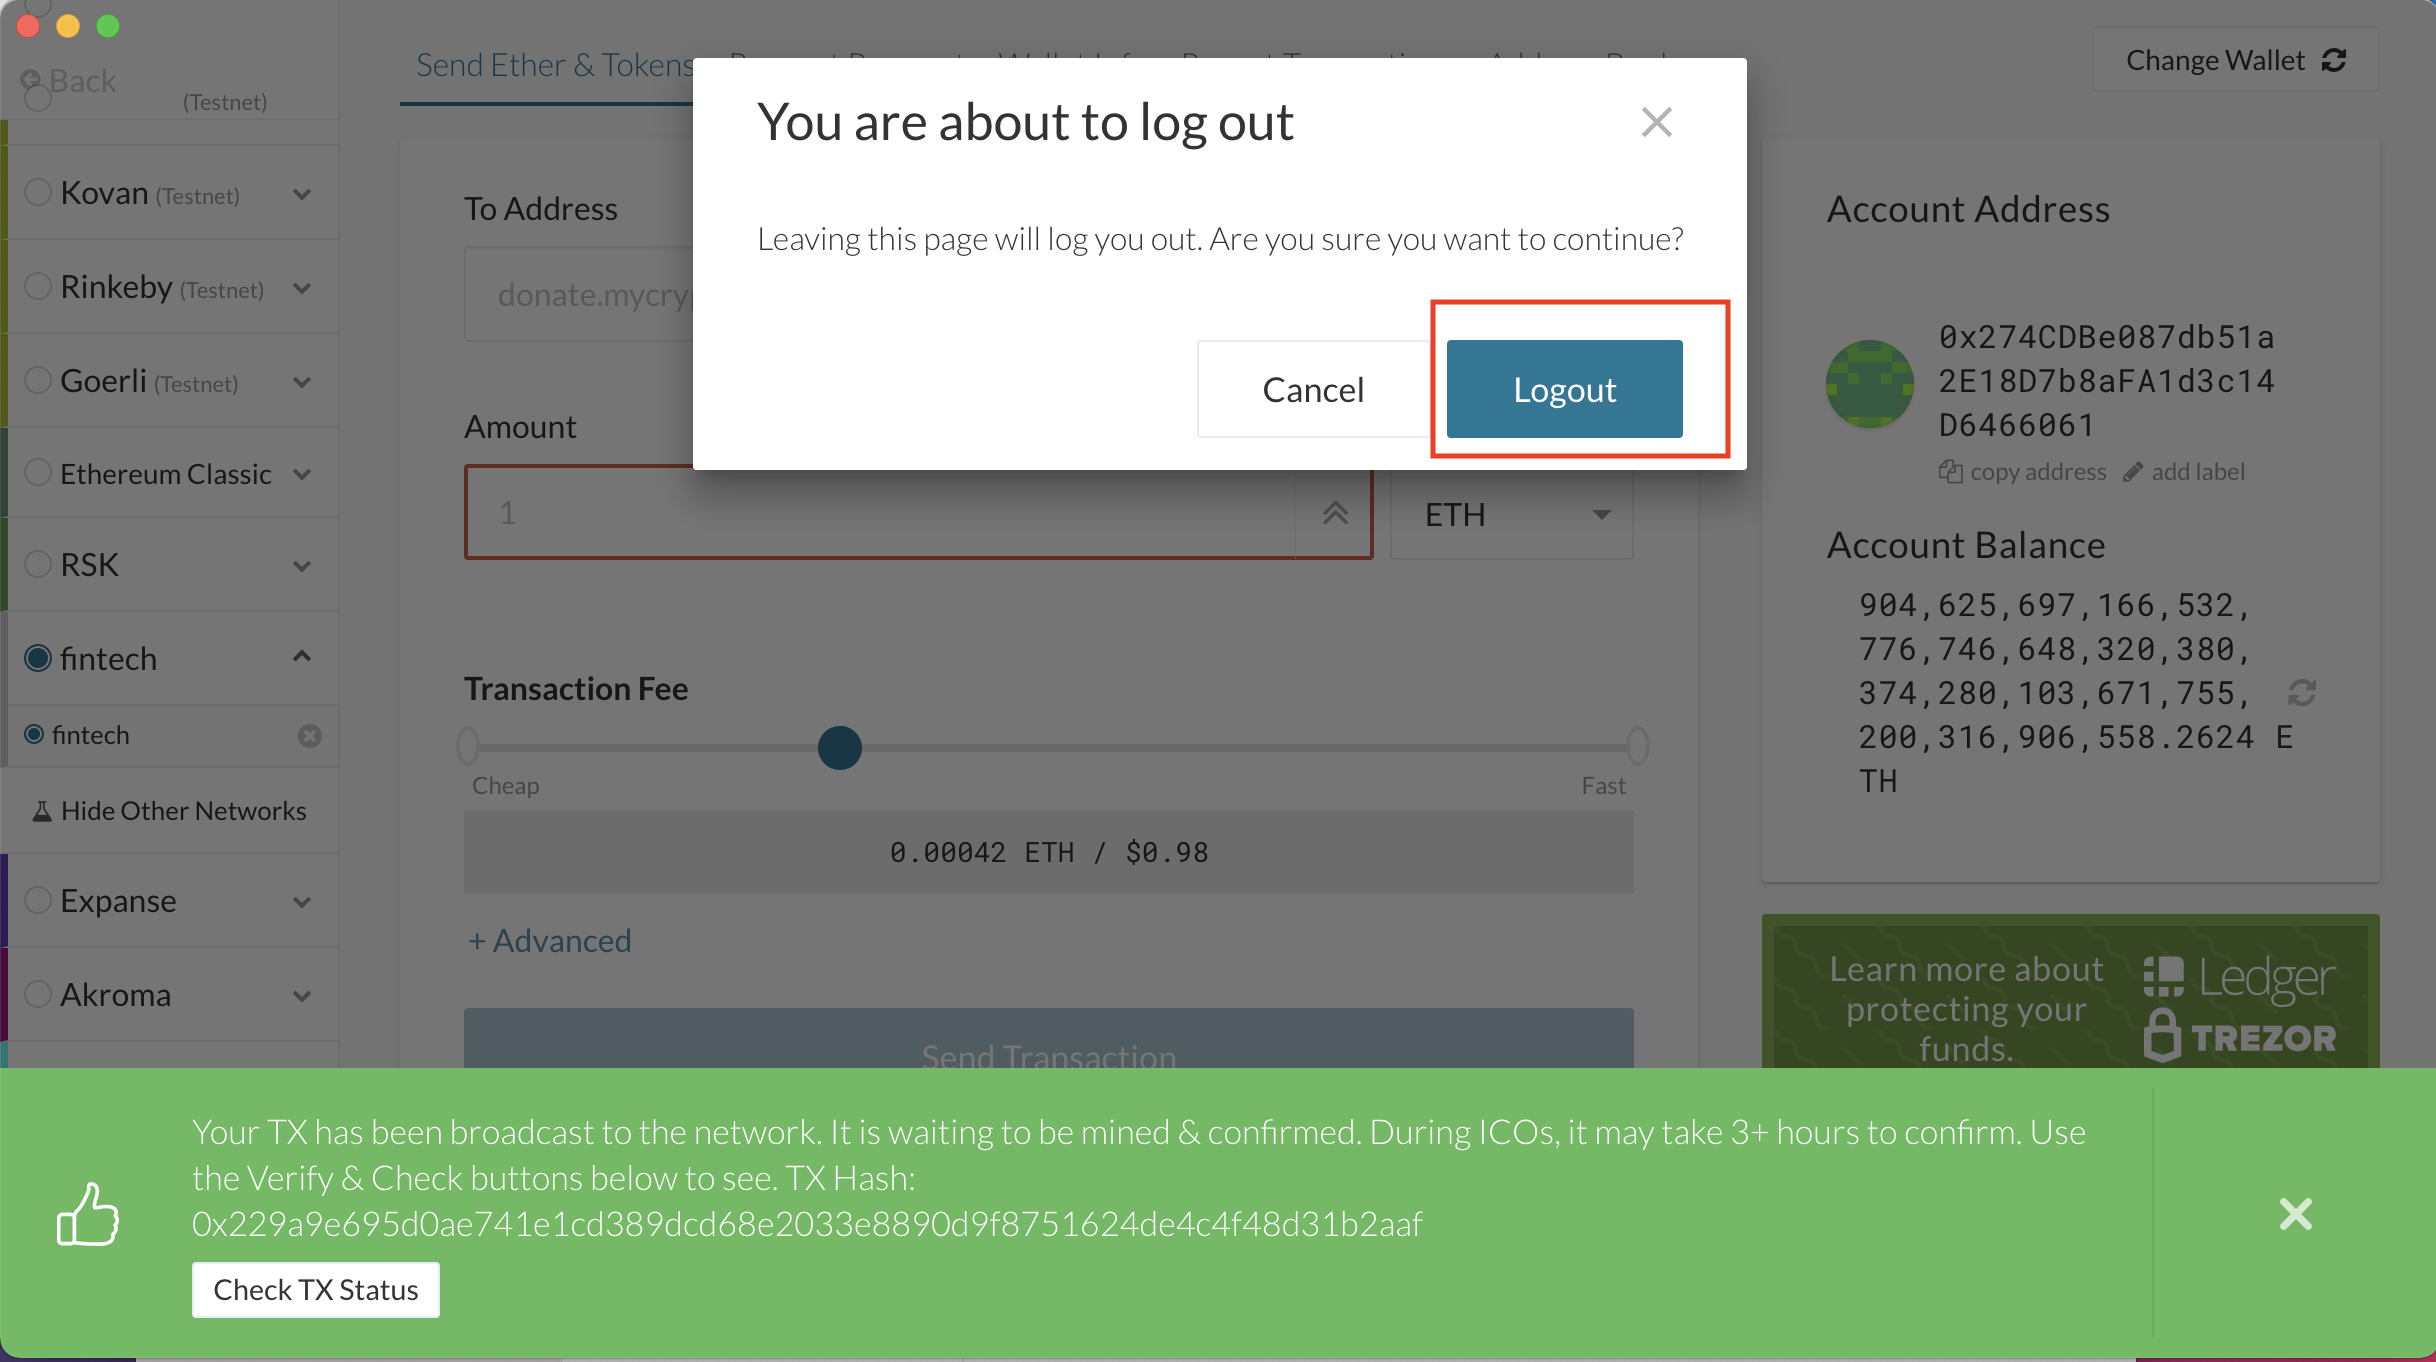 Back
(Testnet)
Kovan (Testnet)
Rinkeby (Testnet)
Goerli (Testnet)
Ethereum Classic
RSK
fintech
fintech
Hide Other Networks
Expanse
Akroma
Send Ether & Tokens
Change Wallet
You are about to log out
Leaving this page will log you out. Are you sure you want to continue?
Cancel
Logout
To Address
donate.mycryp
Amount
1
ETH
Transaction Fee
Cheap
Fast
0.00042 ETH / $0.98
+ Advanced
Send Transaction
Account Address
0x274CDBe087db51a
2E18D7b8aFA1d3c14
D6466061
copy address
add label
Account Balance
904,625,697,166,532,
776,746,648,320,380,
374,280,103,671,755,
200,316,906,558.2624 E
TH
Learn more about
protecting your
funds.
Ledger
TREZOR
Your TX has been broadcast to the network. It is waiting to be mined & confirmed. During ICOs, it may take 3+ hours to confirm. Use
the Verify & Check buttons below to see. TX Hash:
0x229a9e695d0ae741e1cd389dcd68e2033e8890d9f8751624de4c4f48d31b2aaf
Check TX Status